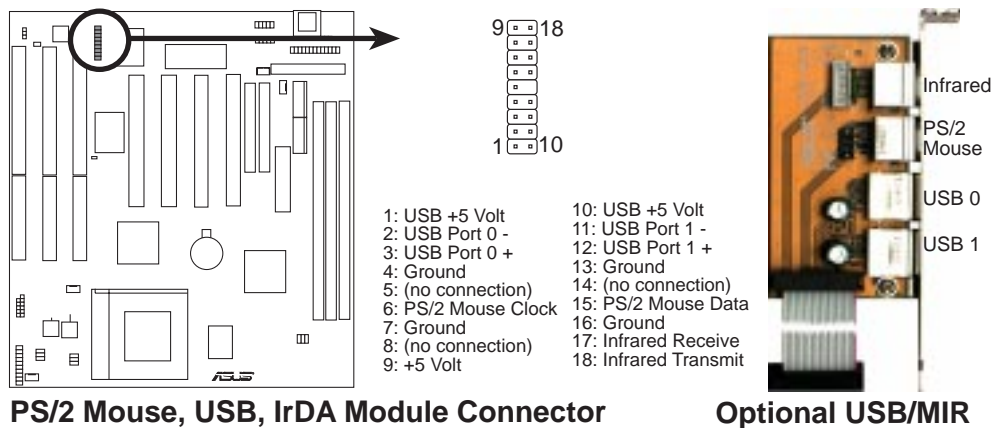 9 18
1 10
1: USB +5 Volt
2: USB Port 0 -
3: USB Port 0 +
4: Ground
5: (no connection)
6: PS/2 Mouse Clock
7: Ground
8: (no connection)
9: +5 Volt
10: USB +5 Volt
11: USB Port 1 -
12: USB Port 1 +
13: Ground
14: (no connection)
15: PS/2 Mouse Data
16: Ground
17: Infrared Receive
18: Infrared Transmit
ASUS
Infrared
PS/2
Mouse
USB 0
USB 1
PS/2 Mouse, USB, IrDA Module Connector
Optional USB/MIR